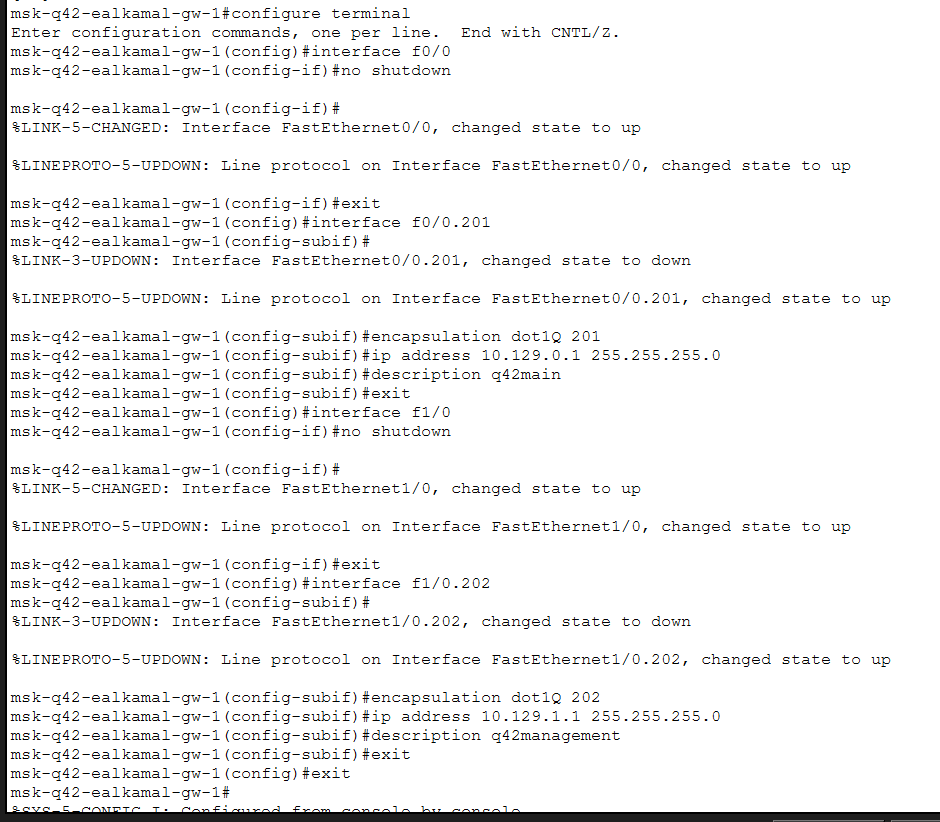 msk-q42-ealkamal-gw-1#configure terminal
Enter configuration commands, one per line.  End with CNTL/Z.
msk-q42-ealkamal-gw-1(config)#interface f0/0
msk-q42-ealkamal-gw-1(config-if)#no shutdown
msk-q42-ealkamal-gw-1(config-if)#
%LINK-5-CHANGED: Interface FastEthernet0/0, changed state to up
%LINEPROTO-5-UPDOWN: Line protocol on Interface FastEthernet0/0, changed state to up
msk-q42-ealkamal-gw-1(config-if)#exit
msk-q42-ealkamal-gw-1(config)#interface f0/0.201
msk-q42-ealkamal-gw-1(config-subif)#
%LINK-3-UPDOWN: Interface FastEthernet0/0.201, changed state to down
%LINEPROTO-5-UPDOWN: Line protocol on Interface FastEthernet0/0.201, changed state to up
msk-q42-ealkamal-gw-1(config-subif)#encapsulation dot1Q 201
msk-q42-ealkamal-gw-1(config-subif)#ip address 10.129.0.1 255.255.255.0
msk-q42-ealkamal-gw-1(config-subif)#description q42main
msk-q42-ealkamal-gw-1(config-subif)#exit
msk-q42-ealkamal-gw-1(config)#interface f1/0
msk-q42-ealkamal-gw-1(config-if)#no shutdown
msk-q42-ealkamal-gw-1(config-if)#
%LINK-5-CHANGED: Interface FastEthernet1/0, changed state to up
%LINEPROTO-5-UPDOWN: Line protocol on Interface FastEthernet1/0, changed state to up
msk-q42-ealkamal-gw-1(config-if)#exit
msk-q42-ealkamal-gw-1(config)#interface f1/0.202
msk-q42-ealkamal-gw-1(config-subif)#
%LINK-3-UPDOWN: Interface FastEthernet1/0.202, changed state to down
%LINEPROTO-5-UPDOWN: Line protocol on Interface FastEthernet1/0.202, changed state to up
msk-q42-ealkamal-gw-1(config-subif)#encapsulation dot1Q 202
msk-q42-ealkamal-gw-1(config-subif)#ip address 10.129.1.1 255.255.255.0
msk-q42-ealkamal-gw-1(config-subif)#description q42management
msk-q42-ealkamal-gw-1(config-subif)#exit
msk-q42-ealkamal-gw-1(config)#exit
msk-q42-ealkamal-gw-1#
%SYS-5-CONFIG_I: Configured from console by console